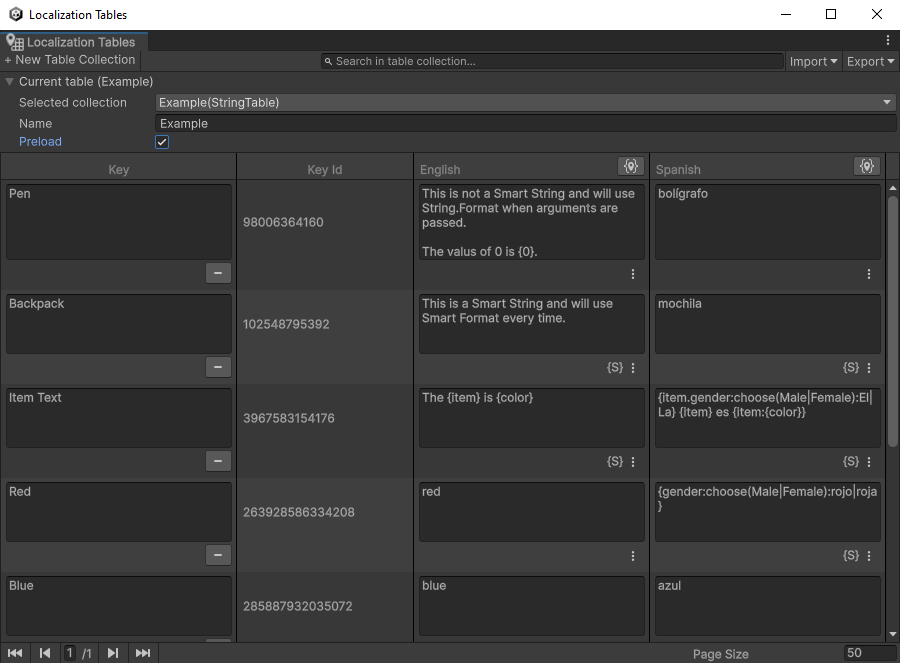 Localization Tables
Localization Tables
+ New Table Collection
Search in table collection...
Import
Export
Current table (Example)
Selected collection
Example(StringTable)
Name
Example
Preload
Key
Key Id
English
Spanish
Pen
98006364160
This is not a Smart String and will use
String.Format when arguments are
passed.
The valus of 0 is {0}.
bolígrafo
Backpack
102548795392
This is a Smart String and will use
Smart Format every time.
{S}
mochila
{S}
Item Text
3967583154176
The {item} is {color}
{S}
{item.gender:choose(Male|Female):El|
La} {item} es {item:{color}}
{S}
Red
263928586334208
red
{gender:choose(Male|Female):rojo|roja
}
{S}
Blue
285887932035072
blue
azul
1 /1
Page Size
50